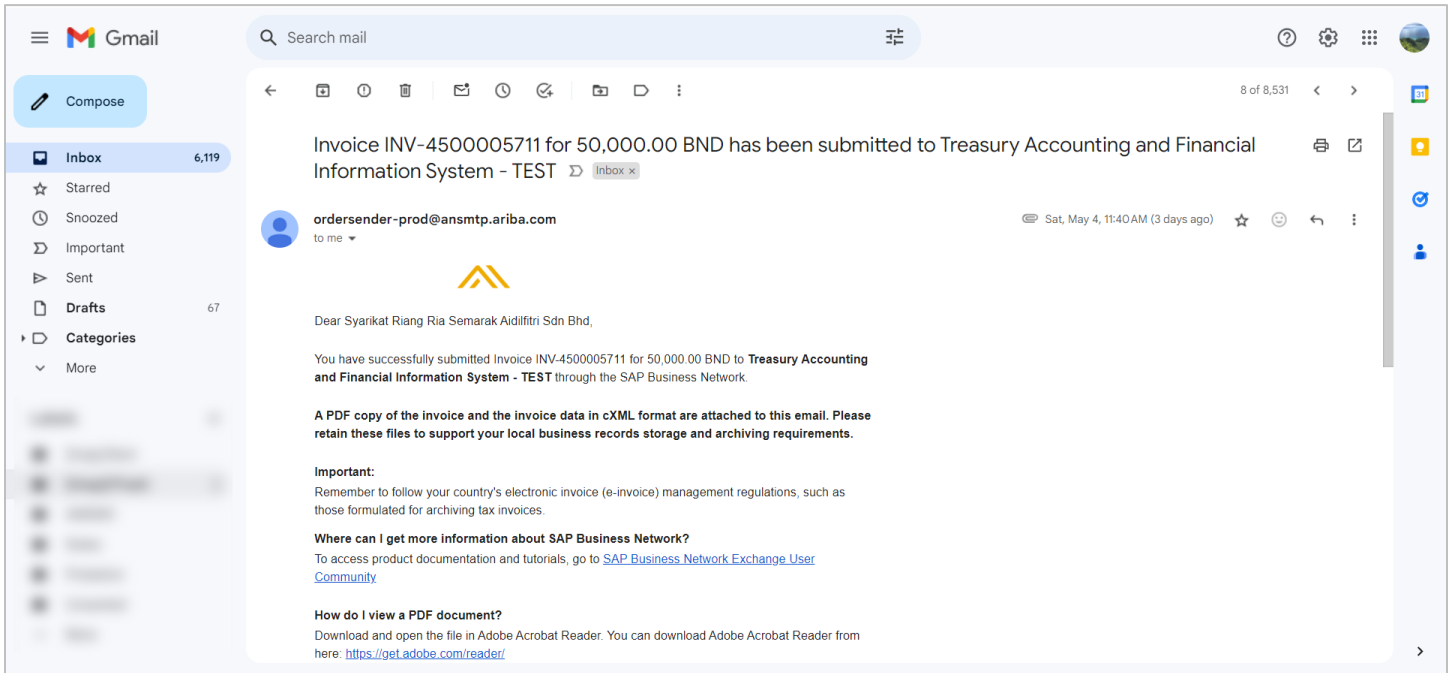 Gmail
Search mail
Compose
8 of 8,531
31
Inbox 6,119
Starred
Snoozed
Important
Sent
Drafts 67
Categories
More
Invoice INV-4500005711 for 50,000.00 BND has been submitted to Treasury Accounting and Financial
Information System - TEST Inbox ×
ordersender-prod@ansmtp.ariba.com
Sat, May 4, 11:40 AM (3 days ago)
to me
Dear Syarikat Riang Ria Semarak Aidilfitri Sdn Bhd,
You have successfully submitted Invoice INV-4500005711 for 50,000.00 BND to Treasury Accounting
and Financial Information System - TEST through the SAP Business Network.
A PDF copy of the invoice and the invoice data in cXML format are attached to this email. Please
retain these files to support your local business records storage and archiving requirements.
Important:
Remember to follow your country's electronic invoice (e-invoice) management regulations, such as
those formulated for archiving tax invoices.
Where can I get more information about SAP Business Network?
To access product documentation and tutorials, go to SAP Business Network Exchange User
Community
How do I view a PDF document?
Download and open the file in Adobe Acrobat Reader. You can download Adobe Acrobat Reader from
here: https://get.adobe.com/reader/